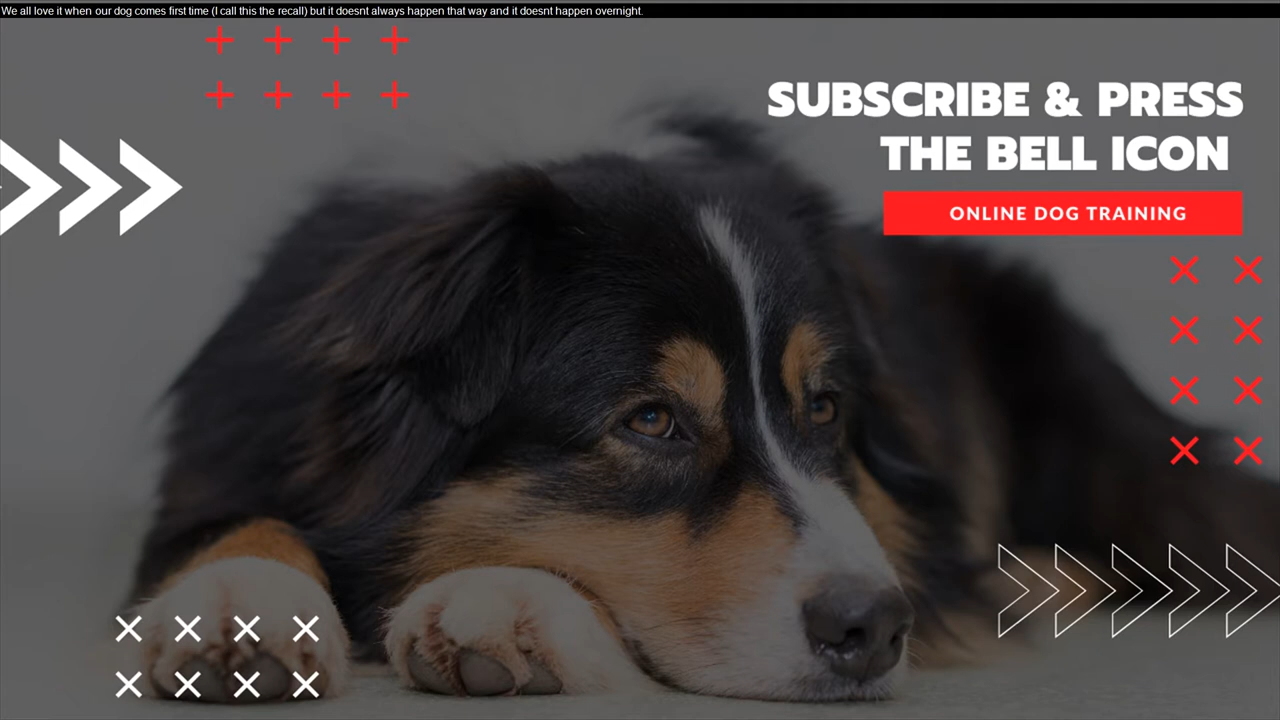 We all love it when our dog comes first time (I call this the recall) but it doesnt always happen that way and it doesnt happen overnight.
SUBSCRIBE & PRESS
THE BELL ICON
ONLINE DOG TRAINING